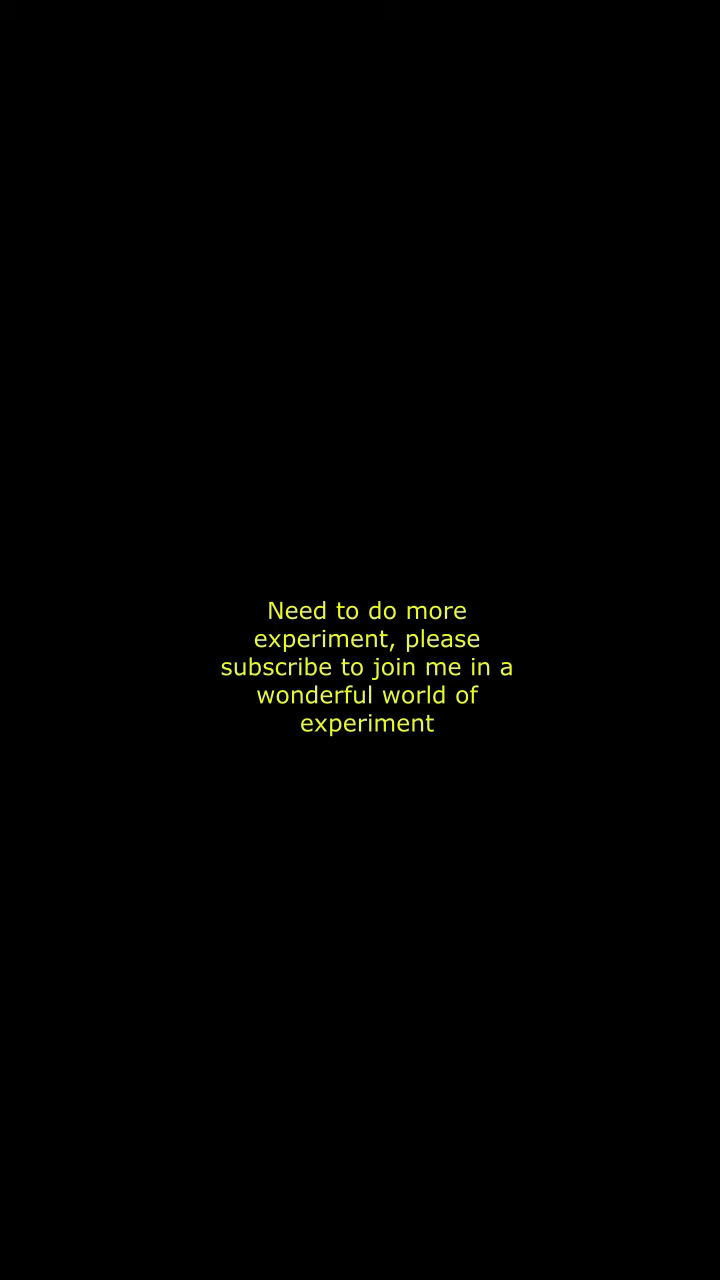 Need to do more
experiment, please
subscribe to join me in a
wonderful world of
experiment